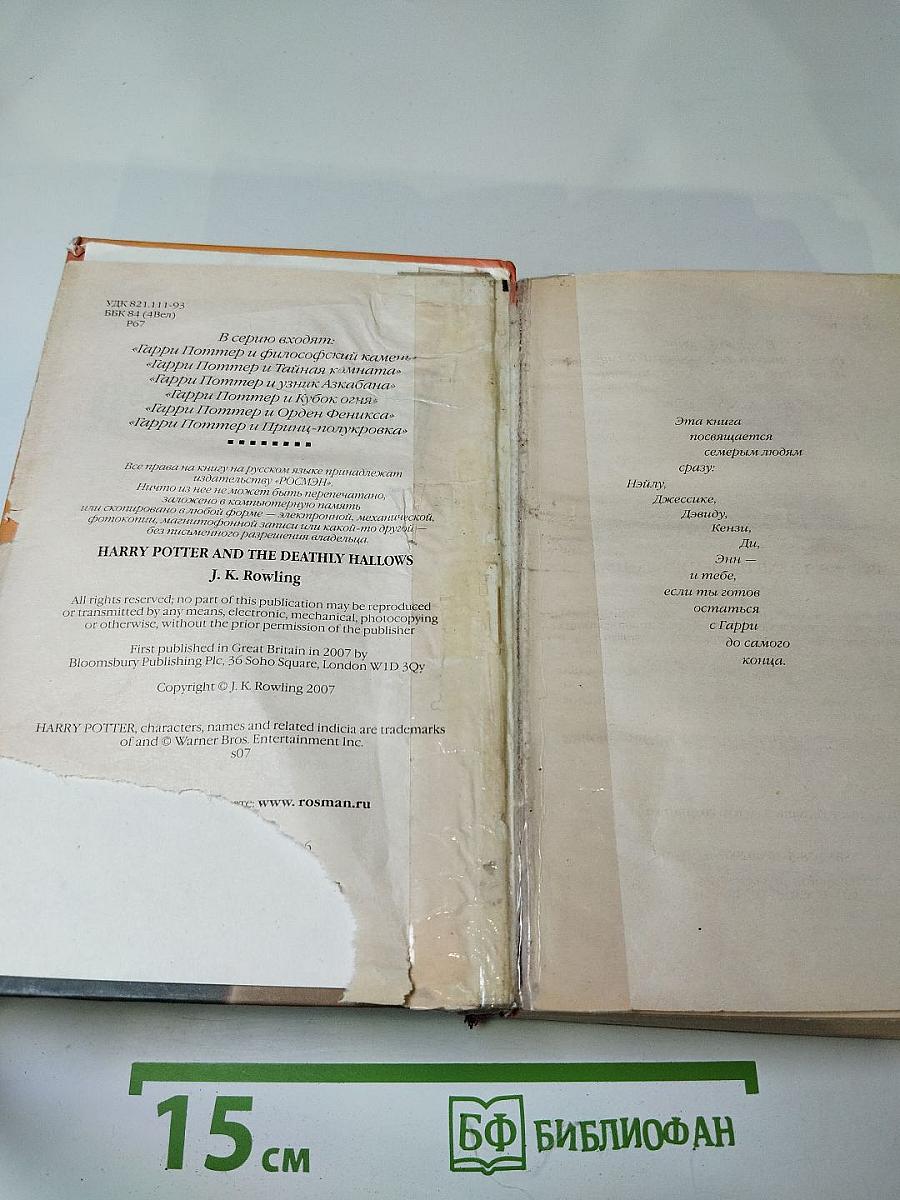 УДК 821.111-93
ББК 84 (4Вел)
Р67
В серию входят:
«Гарри Поттер и философский камень»
«Гарри Поттер и Тайная комната»
«Гарри Поттер и узник Азкабана»
«Гарри Поттер и Кубок огня»
«Гарри Поттер и Орден Феникса»
«Гарри Поттер и Принц-полукровка»
Все права на книгу на русском языке принадлежат
издательству «РОСМЭН».
Ничто из нее не может быть перепечатано,
заложено в компьютерную память
или скопировано в любой форме — электронной, механической,
фотокопии, магнитофонной записи или какой-то другой —
без письменного разрешения владельца.
HARRY POTTER AND THE DEATHLY HALLOWS
J. K. Rowling
All rights reserved; no part of this publication may be reproduced
or transmitted by any means, electronic, mechanical, photocopying
or otherwise, without the prior permission of the publisher
First published in Great Britain in 2007 by
Bloomsbury Publishing Plc, 36 Soho Square, London W1D 3Qy
Copyright © J. K. Rowling 2007
HARRY POTTER, characters, names and related indicia are trademarks
of and © Warner Bros. Entertainment Inc.
s07
www. rosman.ru
6
Эта книга
посвящается
семерым людям
сразу:
Нэйлу,
Джессике,
Дэвиду,
Кензи,
Ди,
Энн —
и тебе,
если ты готов
остаться
с Гарри
до самого
конца.
15 см
БФ БИБЛИОФАН